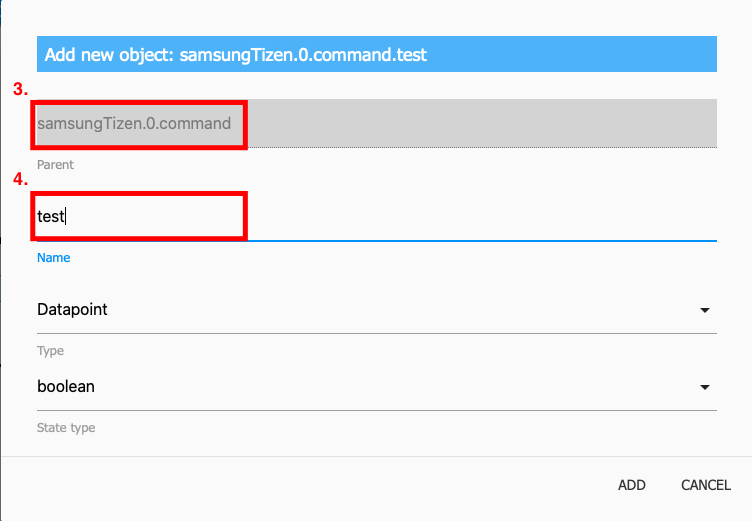 Add new object: samsungTizen.0.command.test
3.
samsungTizen.0.command
Parent
4.
test
Name
Datapoint
Type
boolean
State type
ADD CANCEL